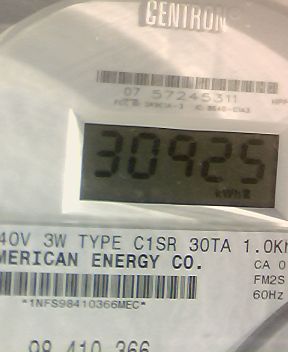 CENTRON
07 57245311
30925
kWh
40V 3W TYPE C1SR 30TA 1.0K
MERICAN ENERGY CO.
CA 0
FM2S
*1NFS98410366MEC*
60Hz
98 410 366